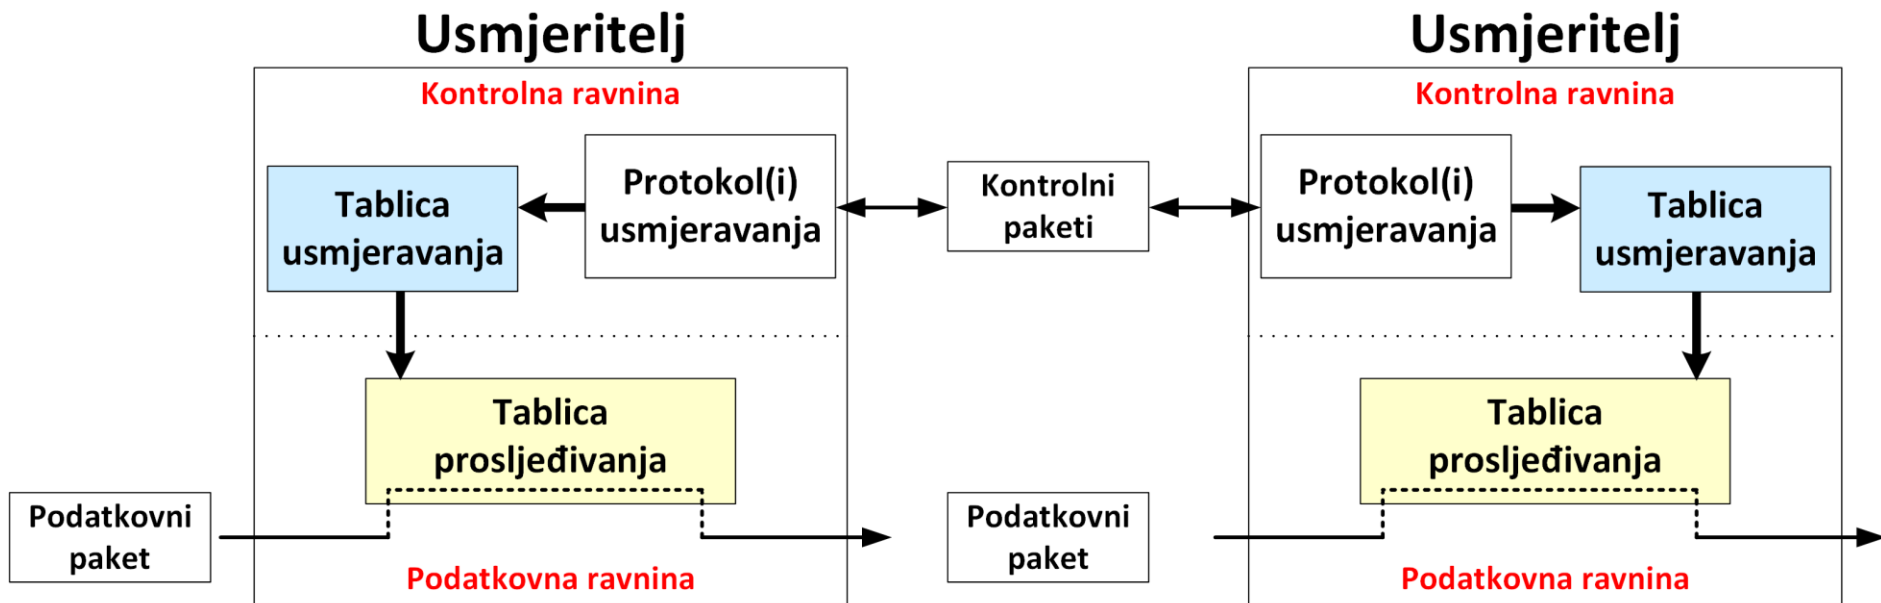 Usmjeritelj
Kontrolna ravnina
Tablica
usmjeravanja
Protokol(i)
usmjeravanja
Tablica
prosljeđivanja
Podatkovni
paket
Podatkovna ravnina
Kontrolni
paketi
Podatkovni
paket
Usmjeritelj
Kontrolna ravnina
Protokol(i)
usmjeravanja
Tablica
usmjeravanja
Tablica
prosljeđivanja
Podatkovna ravnina